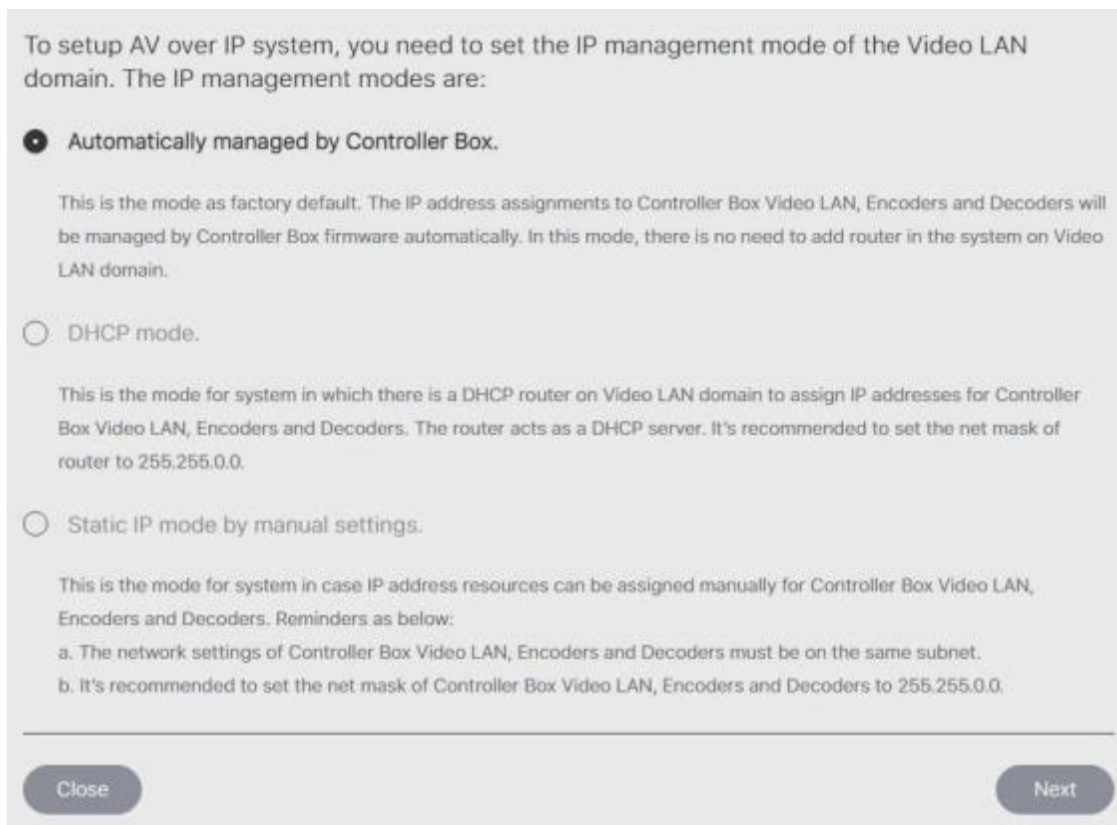 To setup AV over IP system, you need to set the IP management mode of the Video LAN
domain. The IP management modes are:
Automatically managed by Controller Box.
This is the mode as factory default. The IP address assignments to Controller Box Video LAN, Encoders and Decoders will
be managed by Controller Box firmware automatically. In this mode, there is no need to add router in the system on Video
LAN domain.
DHCP mode.
This is the mode for system in which there is a DHCP router on Video LAN domain to assign IP addresses for Controller
Box Video LAN, Encoders and Decoders. The router acts as a DHCP server. It's recommended to set the net mask of
router to 255.255.0.0.
Static IP mode by manual settings.
This is the mode for system in case IP address resources can be assigned manually for Controller Box Video LAN,
Encoders and Decoders. Reminders as below:
a. The network settings of Controller Box Video LAN, Encoders and Decoders must be on the same subnet.
b. It's recommended to set the net mask of Controller Box Video LAN, Encoders and Decoders to 255.255.0.0.
Close
Next